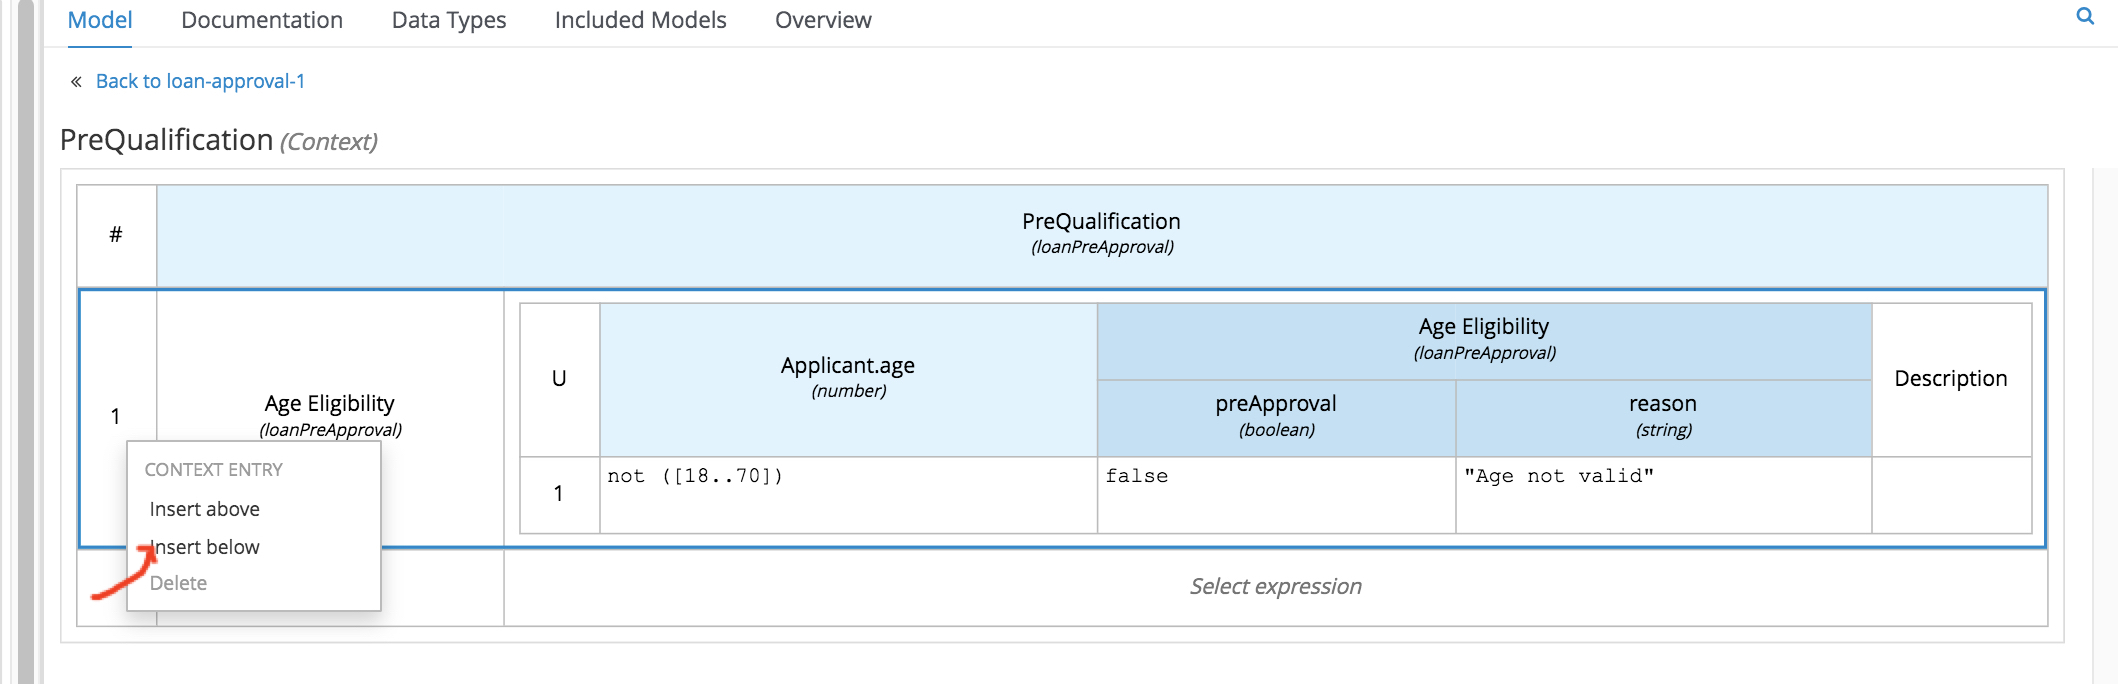 Model Documentation Data Types Included Models Overview
« Back to loan-approval-1
PreQualification (Context)
#
PreQualification
(loanPreApproval)
1
Age Eligibility
(loanPreApproval)
U
Applicant.age
(number)
Age Eligibility
(loanPreApproval)
preApproval
(boolean)
reason
(string)
Description
1
not ([18..70])
false
"Age not valid"
CONTEXT ENTRY
Insert above
Insert below
Delete
Select expression